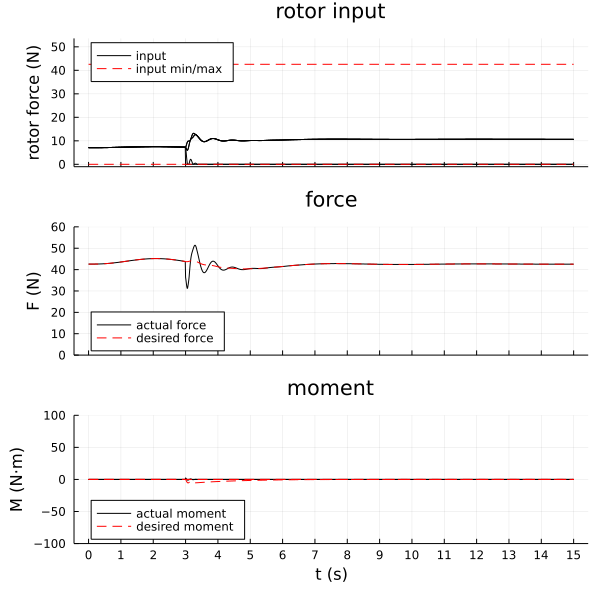 rotor input
rotor force (N)
50
40
30
20
10
0
input
input min/max
force
F (N)
60
50
40
30
20
10
0
actual force
desired force
moment
M (N·m)
100
50
0
−50
−100
actual moment
desired moment
0 1 2 3 4 5 6 7 8 9 10 11 12 13 14 15
t (s)